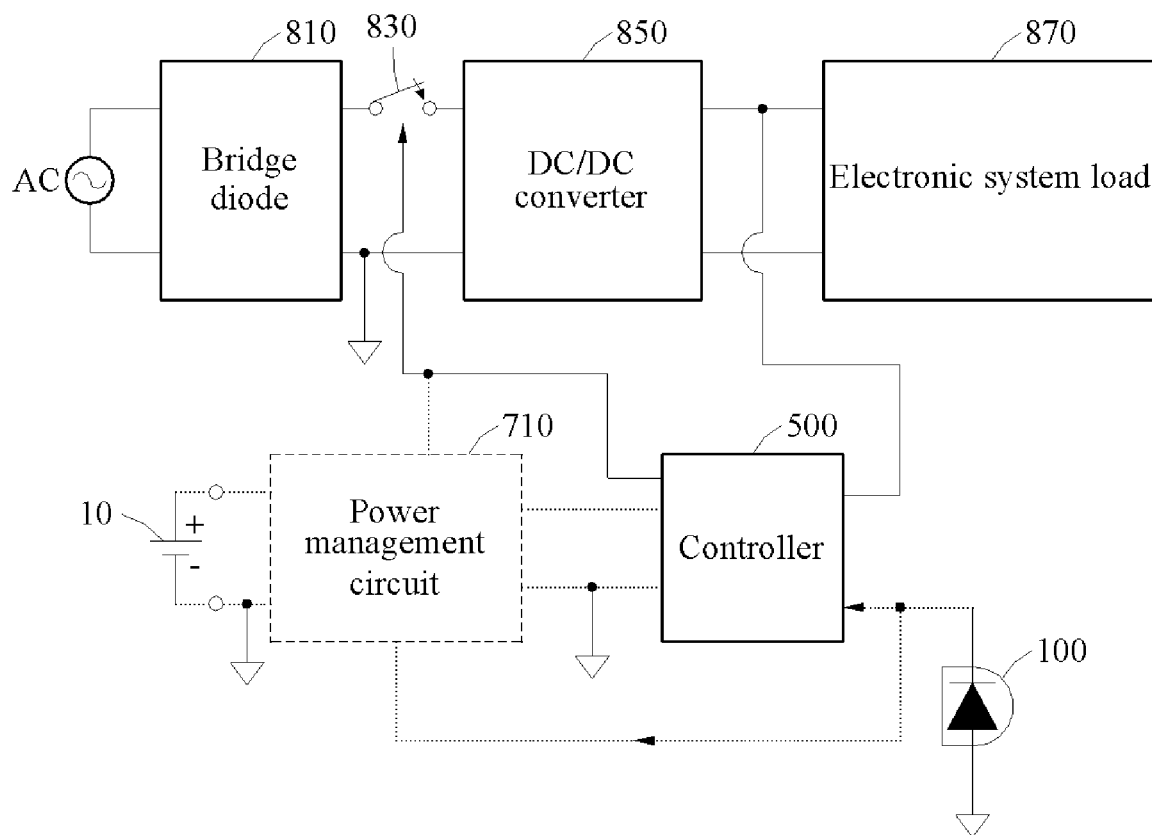 810
830
850
870
AC
Bridge
diode
DC/DC
converter
Electronic system load
710
500
10
+
-
Power
management
circuit
Controller
100